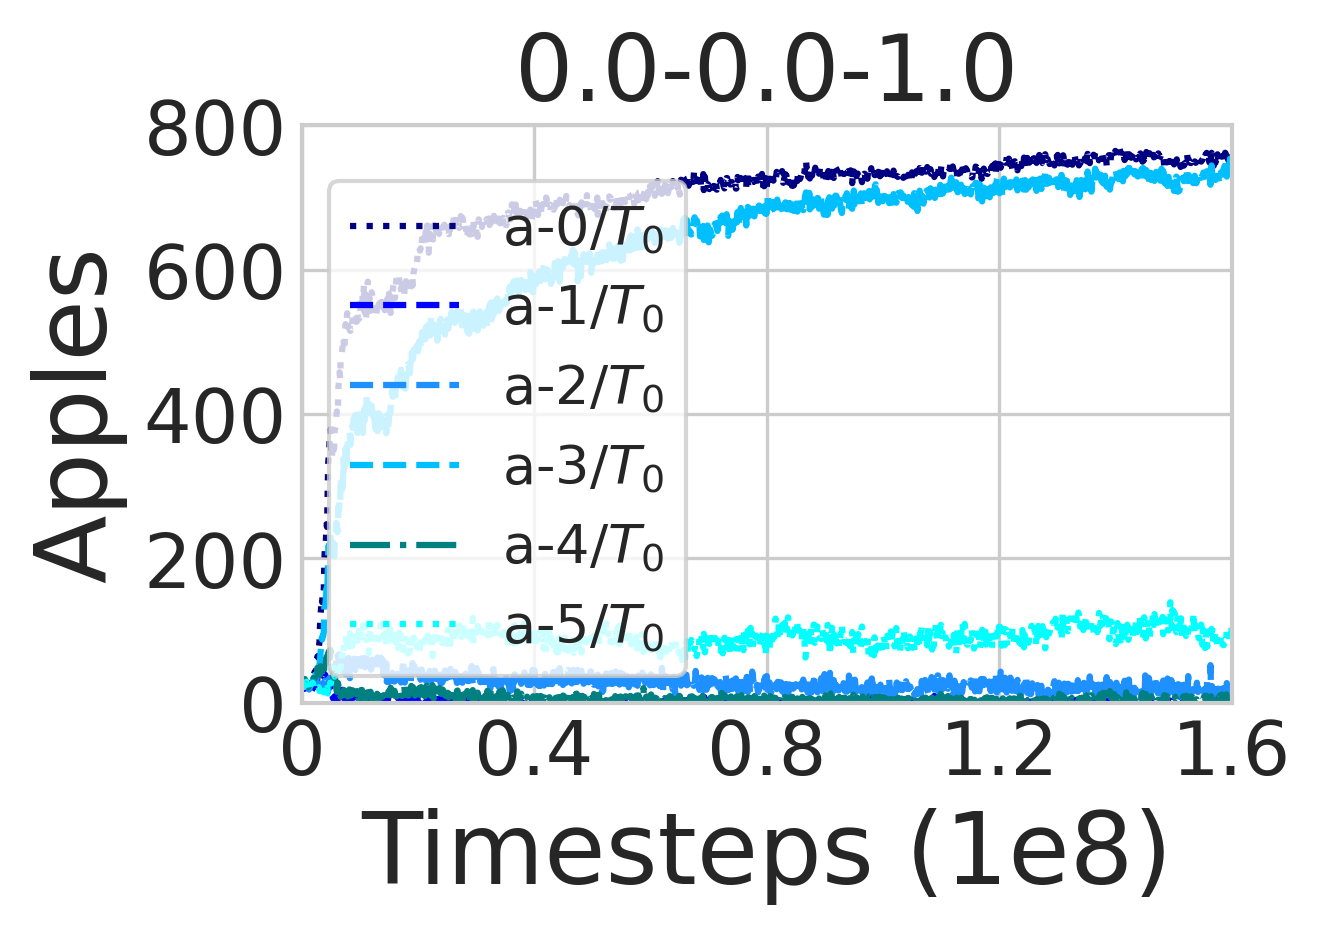 0.0-0.0-1.0
800
600
400
200
0
Apples
a-0/T₀
a-1/T₀
a-2/T₀
a-3/T₀
a-4/T₀
a-5/T₀
0 0.4 0.8 1.2 1.6
Timesteps (1e8)